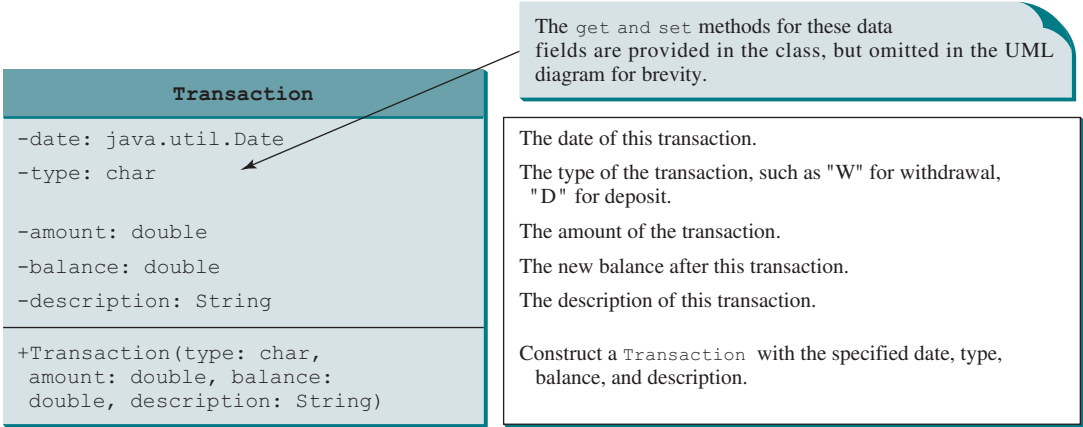 The get and set methods for these data
fields are provided in the class, but omitted in the UML
diagram for brevity.
Transaction
-date: java.util.Date
The date of this transaction.
-type: char
The type of the transaction, such as "W" for withdrawal,
"D" for deposit.
-amount: double
The amount of the transaction.
-balance: double
The new balance after this transaction.
-description: String
The description of this transaction.
+Transaction(type: char,
amount: double, balance:
double, description: String)
Construct a Transaction with the specified date, type,
balance, and description.